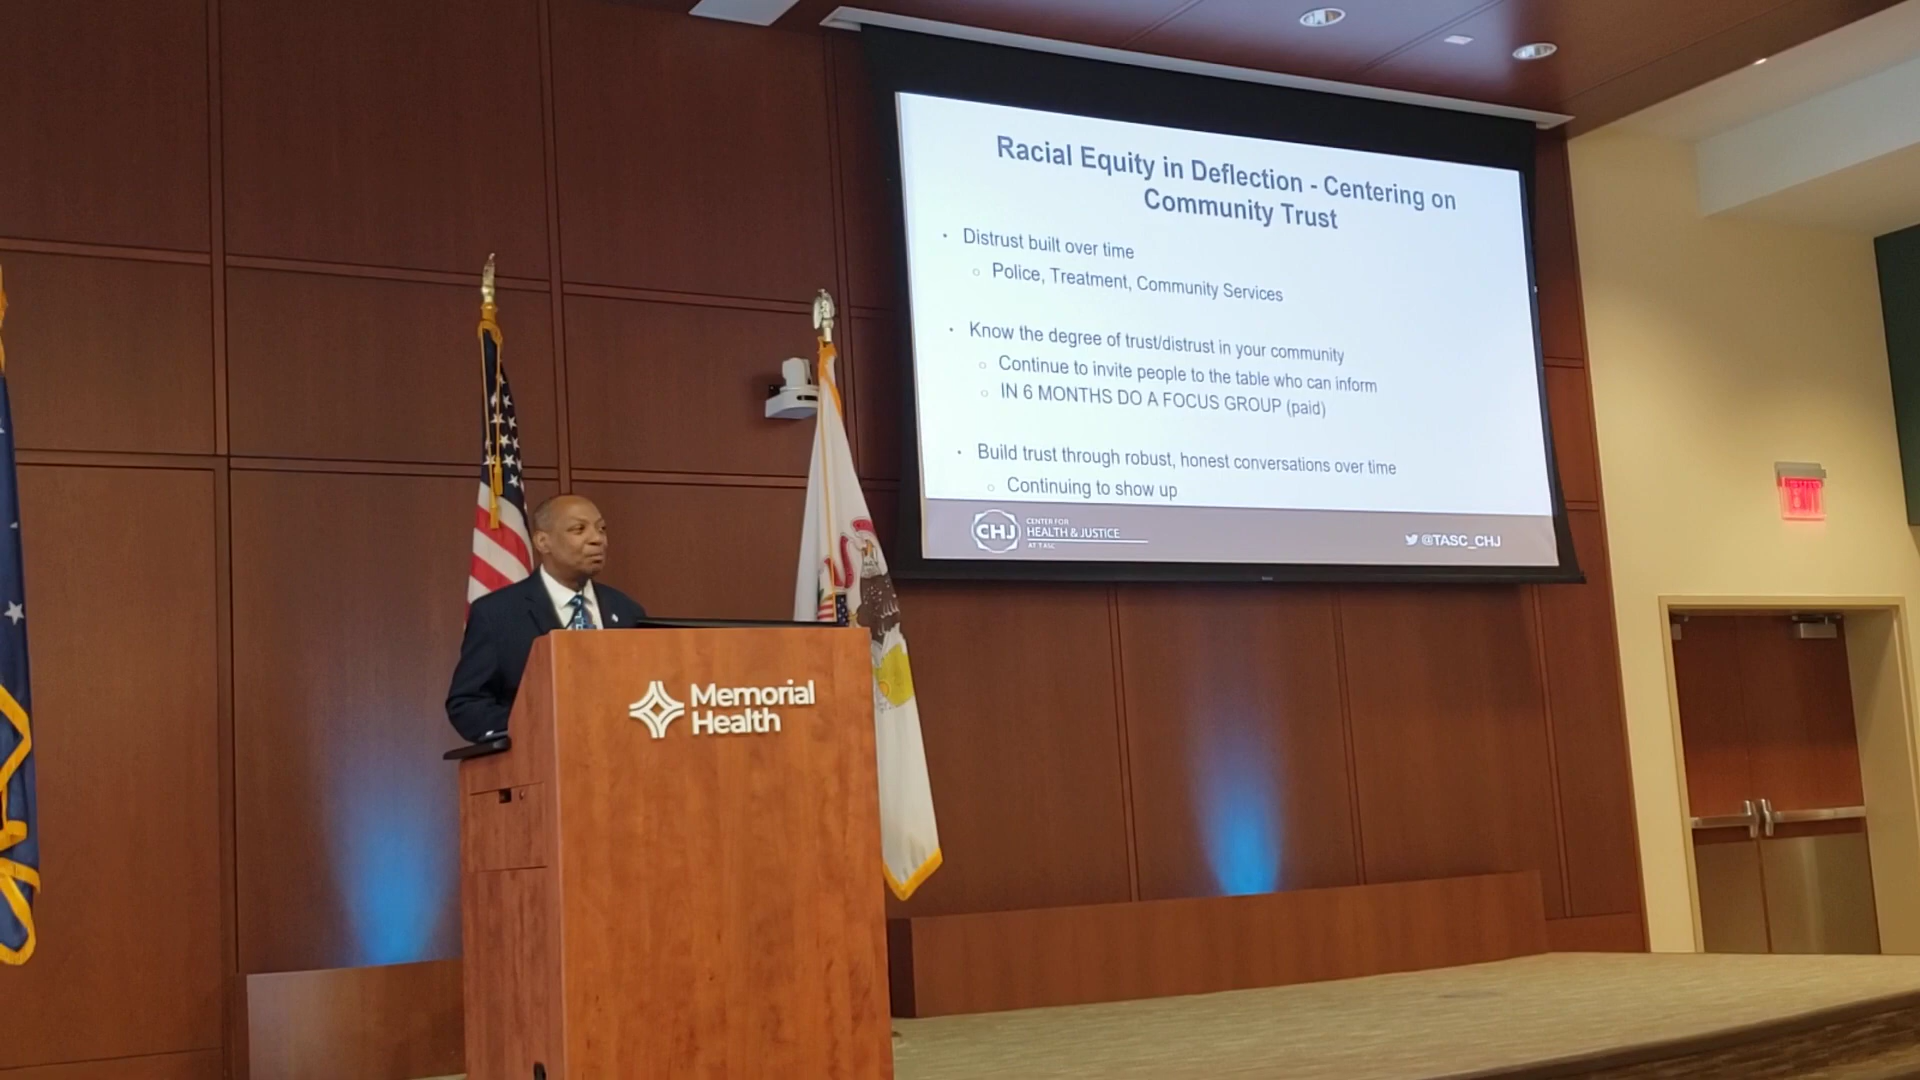 Racial Equity in Deflection - Centering on
Community Trust
• Distrust built over time
○ Police, Treatment, Community Services
• Know the degree of trust/distrust in your community
○ Continue to invite people to the table who can inform
○ IN 6 MONTHS DO A FOCUS GROUP (paid)
• Build trust through robust, honest conversations over time
○ Continuing to show up
CHJ
CENTER FOR
HEALTH & JUSTICE
AT TASC
@TASC_CHJ
Memorial
Health